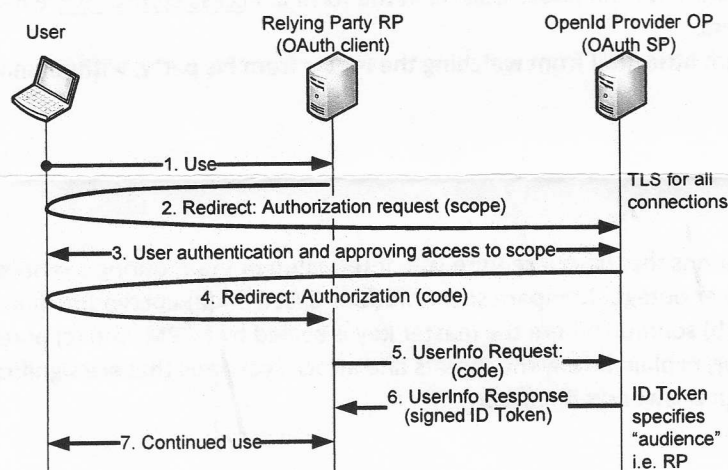 User
Relying Party RP
(OAuth client)
OpenId Provider OP
(OAuth SP)
1. Use
TLS for all
connections
2. Redirect: Authorization request (scope)
3. User authentication and approving access to scope
4. Redirect: Authorization (code)
5. UserInfo Request:
(code)
6. UserInfo Response
(signed ID Token)
ID Token
specifies
"audience"
i.e. RP
7. Continued use